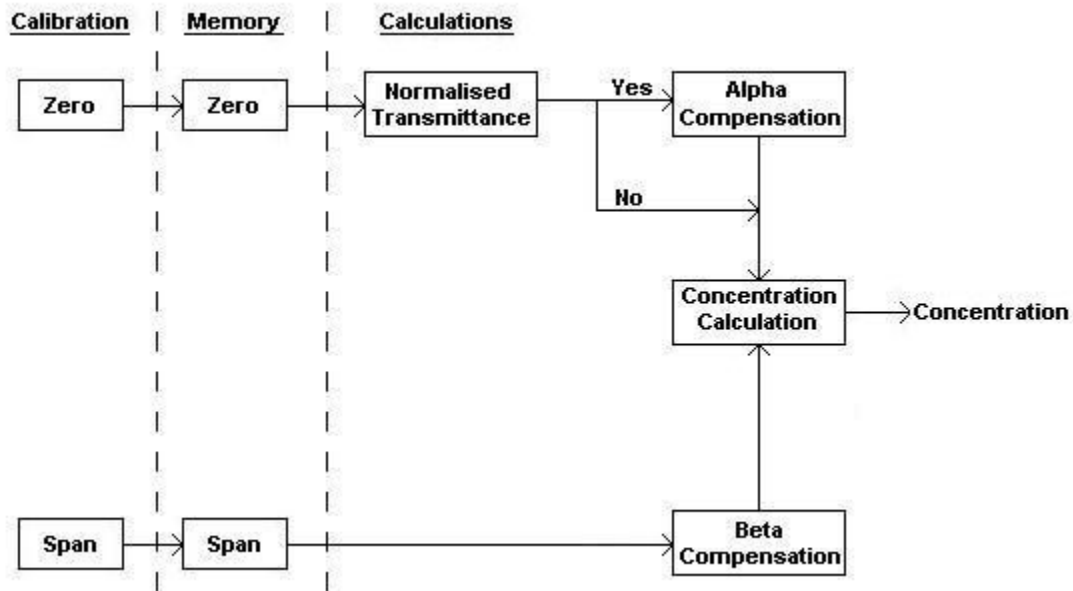 Calibration Memory Calculations
Zero
Zero
Normalised
Transmittance
Yes
Alpha
Compensation
No
Concentration
Calculation
Concentration
Span
Span
Beta
Compensation